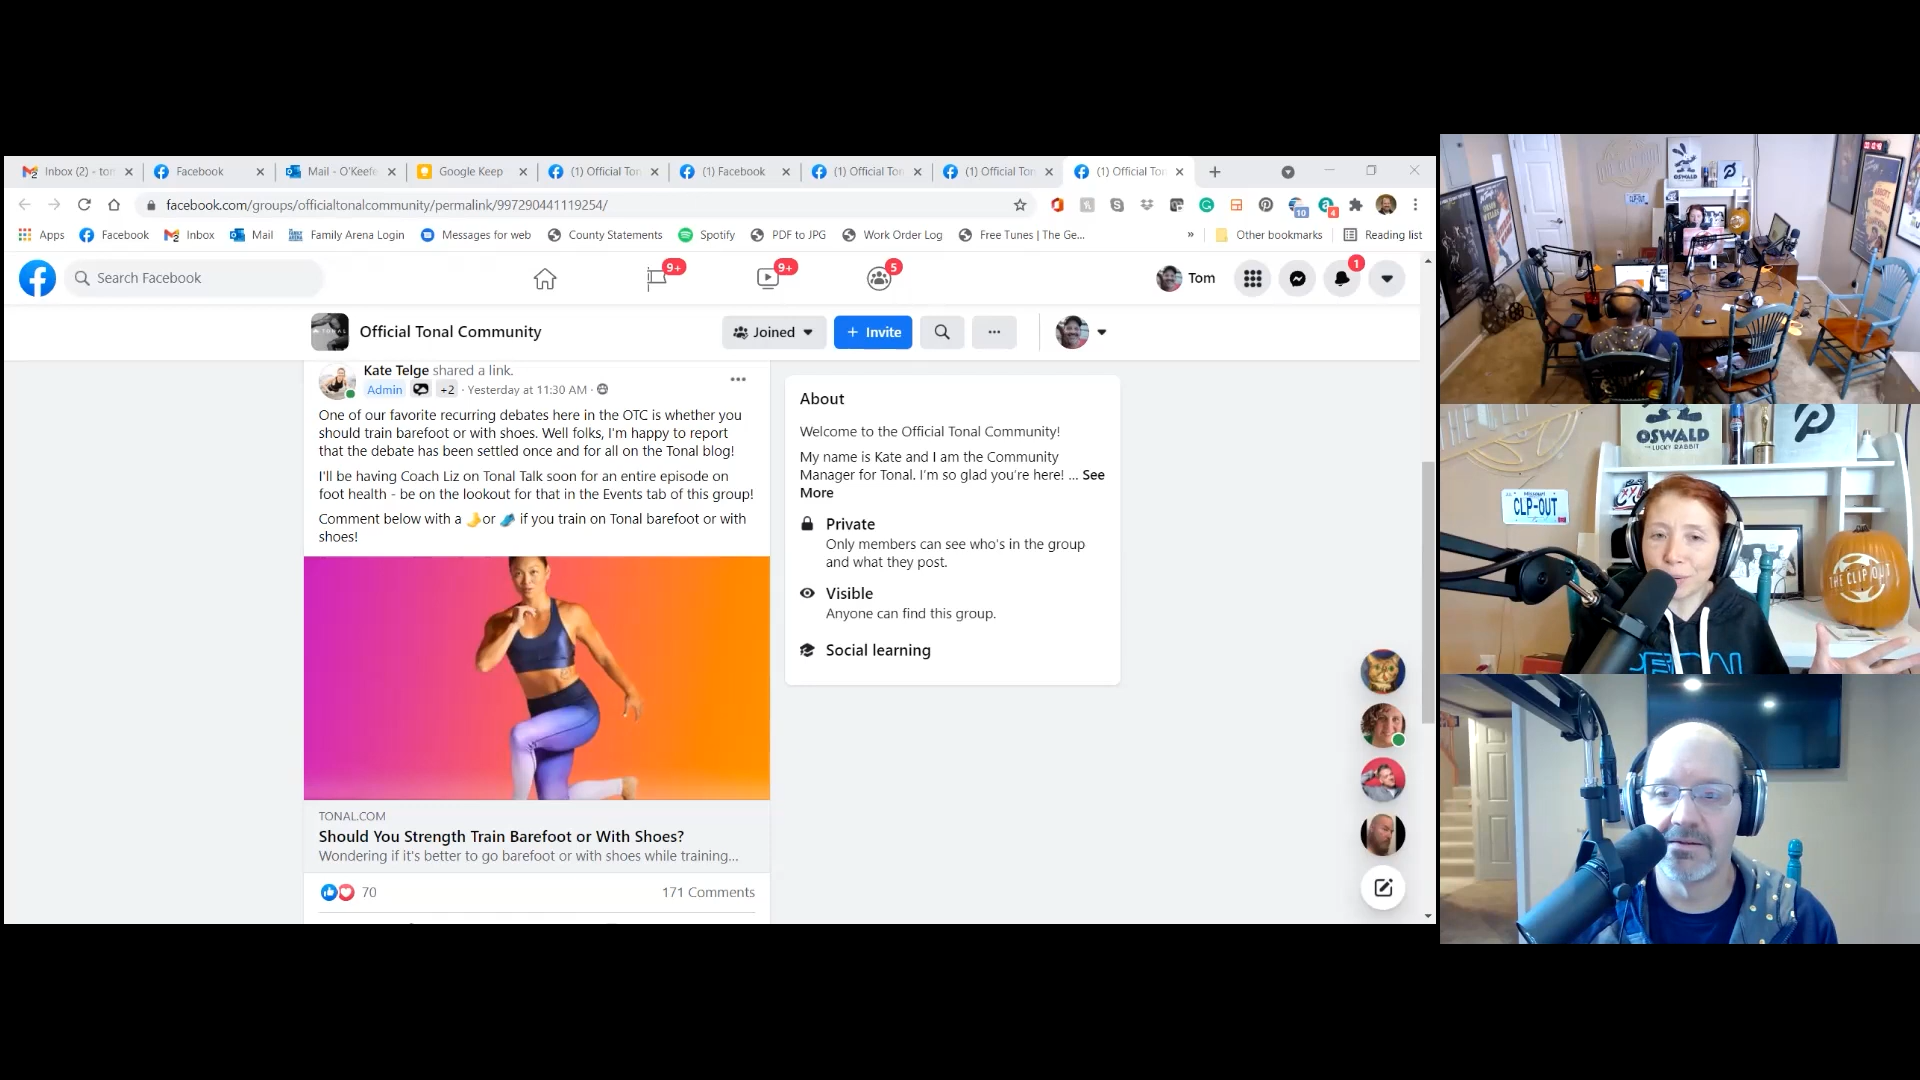 Inbox (2) - ton
Facebook
Mail - O'Keefe
Google Keep
(1) Official Ton
(1) Facebook
(1) Official Ton
(1) Official Ton
(1) Official Ton
facebook.com/groups/officialtonalcommunity/permalink/997290441119254/
10
4
Apps
Facebook
Inbox
Mail
Family Arena Login
Messages for web
County Statements
Spotify
PDF to JPG
Work Order Log
Free Tunes | The Ge...
»
Other bookmarks
Reading list
Search Facebook
9+
9+
5
Tom
1
Official Tonal Community
Joined
+ Invite
Kate Telge shared a link.
Admin +2 · Yesterday at 11:30 AM ·
One of our favorite recurring debates here in the OTC is whether you
should train barefoot or with shoes. Well folks, I'm happy to report
that the debate has been settled once and for all on the Tonal blog!
I'll be having Coach Liz on Tonal Talk soon for an entire episode on
foot health - be on the lookout for that in the Events tab of this group!
Comment below with a 🦶or 👟 if you train on Tonal barefoot or with
shoes!
TONAL.COM
Should You Strength Train Barefoot or With Shoes?
Wondering if it's better to go barefoot or with shoes while training...
70
171 Comments
About
Welcome to the Official Tonal Community!
My name is Kate and I am the Community
Manager for Tonal. I'm so glad you're here! ... See
More
Private
Only members can see who's in the group
and what they post.
Visible
Anyone can find this group.
Social learning
OSWALD
OSWALD
THE LUCKY RABBIT
CLP-OUT
THE CLIP OUT